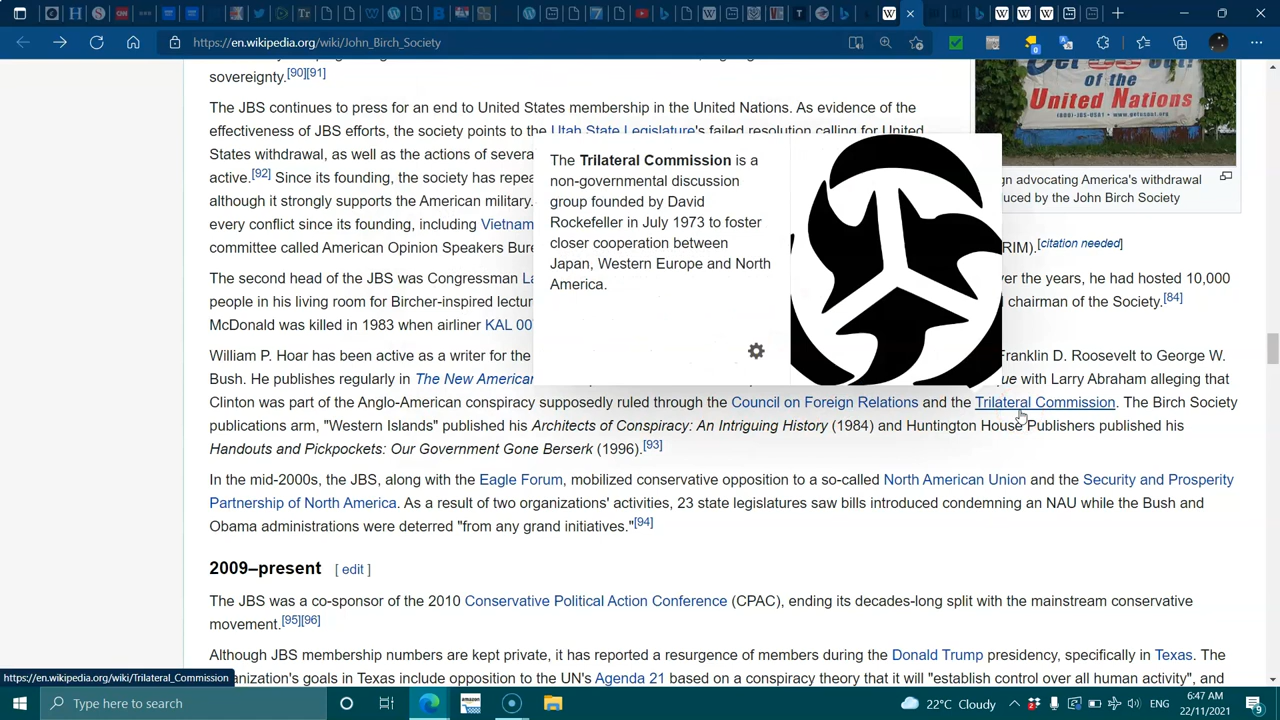 https://en.wikipedia.org/wiki/John_Birch_Society
sovereignty.[90][91]
The JBS continues to press for an end to United States membership in the United Nations. As evidence of the
effectiveness of JBS efforts, the society points to the Utah State Legislature's failed resolution calling for United
States withdrawal, as well as the actions of severa
active.[92] Since its founding, the society has repea
although it strongly supports the American military.
every conflict since its founding, including Vietnam
committee called American Opinion Speakers Bure
RIM).[citation needed]
The second head of the JBS was Congressman La
ver the years, he had hosted 10,000
people in his living room for Bircher-inspired lectur
chairman of the Society.[84]
McDonald was killed in 1983 when airliner KAL 00
William P. Hoar has been active as a writer for the
Franklin D. Roosevelt to George W.
Bush. He publishes regularly in The New American
ue with Larry Abraham alleging that
Clinton was part of the Anglo-American conspiracy supposedly ruled through the Council on Foreign Relations and the Trilateral Commission. The Birch Society
publications arm, "Western Islands" published his Architects of Conspiracy: An Intriguing History (1984) and Huntington House Publishers published his
Handouts and Pickpockets: Our Government Gone Berserk (1996).[93]
In the mid-2000s, the JBS, along with the Eagle Forum, mobilized conservative opposition to a so-called North American Union and the Security and Prosperity
Partnership of North America. As a result of two organizations' activities, 23 state legislatures saw bills introduced condemning an NAU while the Bush and
Obama administrations were deterred "from any grand initiatives."[94]
2009–present [ edit ]
The JBS was a co-sponsor of the 2010 Conservative Political Action Conference (CPAC), ending its decades-long split with the mainstream conservative
movement.[95][96]
Although JBS membership numbers are kept private, it has reported a resurgence of members during the Donald Trump presidency, specifically in Texas. The
ganization's goals in Texas include opposition to the UN's Agenda 21 based on a conspiracy theory that it will "establish control over all human activity", and
The Trilateral Commission is a
non-governmental discussion
group founded by David
Rockefeller in July 1973 to foster
closer cooperation between
Japan, Western Europe and North
America.
Get US out!
of the
United Nations
gn advocating America's withdrawal
uced by the John Birch Society
https://en.wikipedia.org/wiki/Trilateral_Commission
Type here to search
22°C Cloudy
6:47 AM
22/11/2021